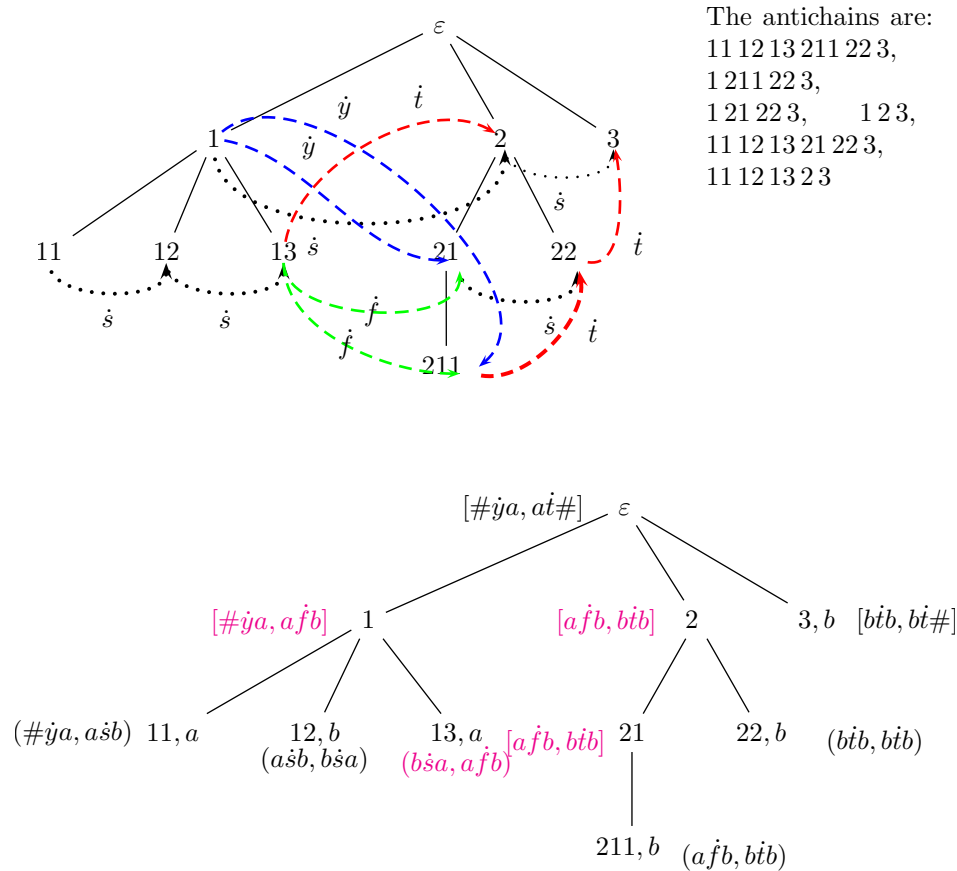 The antichains are:
11 12 13 211 22 3,
1 211 22 3,
1 21 22 3, 1 2 3,
11 12 13 21 22 3,
11 12 13 2 3
ε
ẏ ṫ
1 ẏ 2 3
ṡ
11 12 13 ṡ 21 22 ṫ
ṡ ṡ ḟ ṡ ṫ
ḟ
211
[#ẏa, aṫ#] ε
[#ẏa, aḟb] 1 [aḟb, bṫb] 2 3, b [bṫb, bṫ#]
(#ẏa, aṡb) 11, a 12, b 13, a [aḟb, bṫb] 21 22, b (bṫb, bṫb)
(aṡb, bṡa) (bṡa, aḟb)
211, b (aḟb, bṫb)